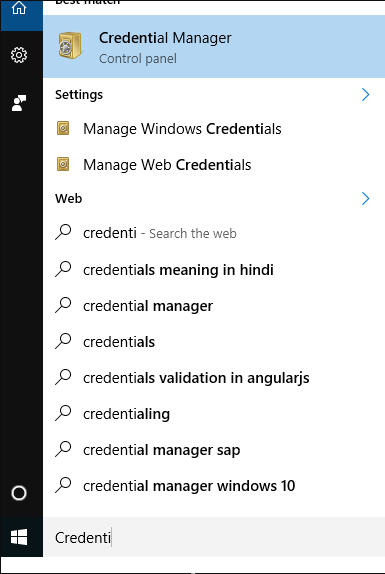 Best match
Credential Manager
Control panel
Settings
Manage Windows Credentials
Manage Web Credentials
Web
credenti - Search the web
credentials meaning in hindi
credential manager
credentials
credentials validation in angularjs
credentialing
credential manager sap
credential manager windows 10
Credenti